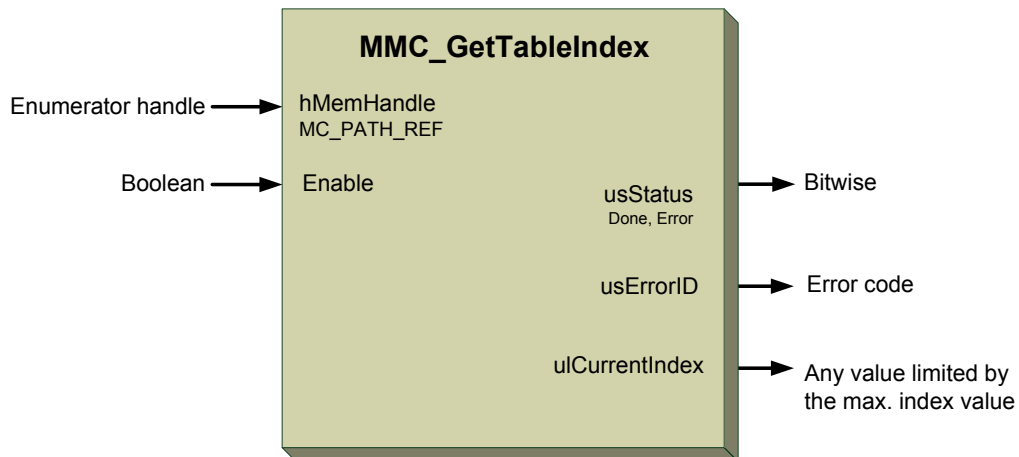 MMC_GetTableIndex
Enumerator handle
hMemHandle
MC_PATH_REF
Boolean
Enable
usStatus
Done, Error
Bitwise
usErrorID
Error code
ulCurrentIndex
Any value limited by
the max. index value